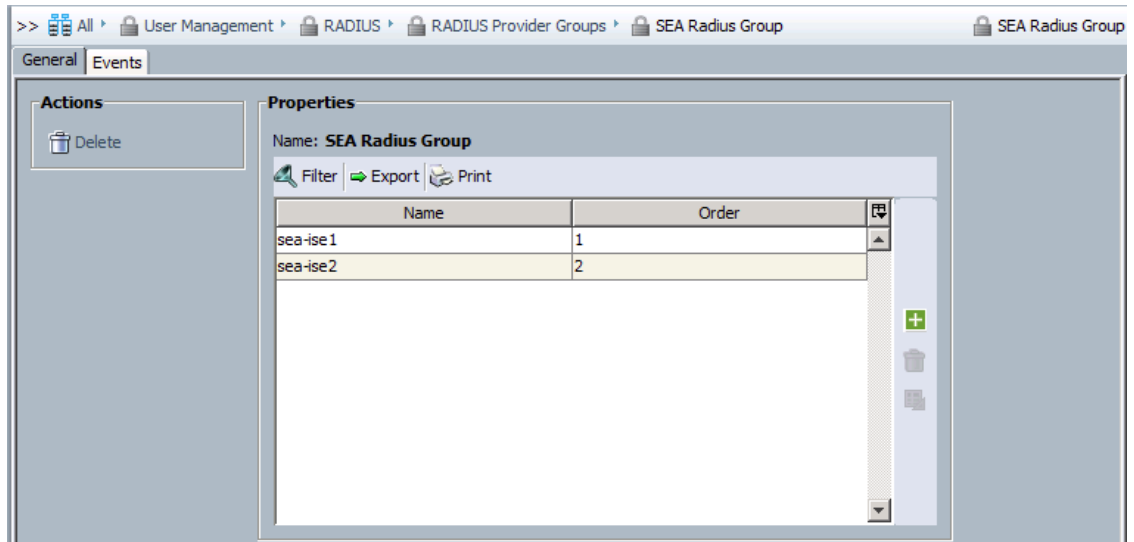 >> All User Management RADIUS RADIUS Provider Groups SEA Radius Group SEA Radius Group
General Events
Actions
Delete
Properties
Name: SEA Radius Group
Filter Export Print
Name Order
sea-ise1 1
sea-ise2 2